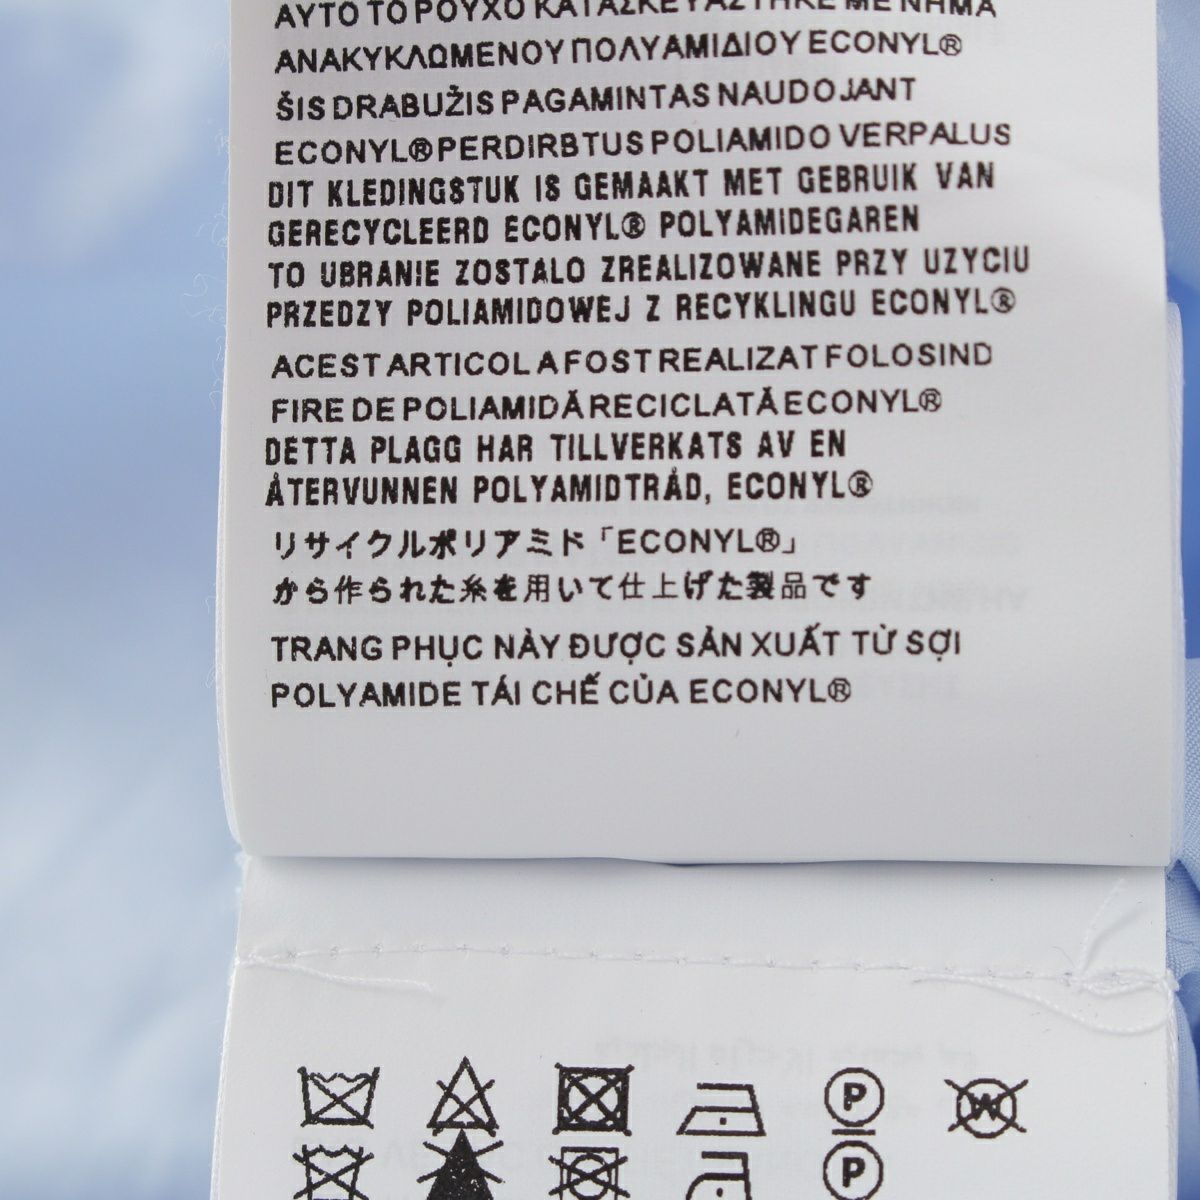 ΑΥΤΟ ΤΟ ΡΟΥΧΟ ΚΑΤΑΣΚΕΥΑΣΤΗΚΕ ΜΕ ΝΗΜΑ
ΑΝΑΚΥΚΛΩΜΕΝΟΥ ΠΟΛΥΑΜΙΔΙΟΥ ECONYL®
ŠIS DRABUŽIS PAGAMINTAS NAUDOJANT
ECONYL® PERDIRBTUS POLIAMIDO VERPALUS
DIT KLEDINGSTUK IS GEMAAKT MET GEBRUIK VAN
GERECYCLEERD ECONYL® POLYAMIDEGAREN
TO UBRANIE ZOSTALO ZREALIZOWANE PRZY UZYCIU
PRZEDZY POLIAMIDOWEJ Z RECYKLINGU ECONYL®
ACEST ARTICOL A FOST REALIZAT FOLOSIND
FIRE DE POLIAMIDĂ RECICLATĂ ECONYL®
DETTA PLAGG HAR TILLVERKATS AV EN
ÅTERVUNNEN POLYAMIDTRÅD, ECONYL®
リサイクルポリアミド「ECONYL®」
から作られた糸を用いて仕上げた製品です
TRANG PHỤC NÀY ĐƯỢC SẢN XUẤT TỪ SỢI
POLYAMIDE TÁI CHẾ CỦA ECONYL®
P W
P